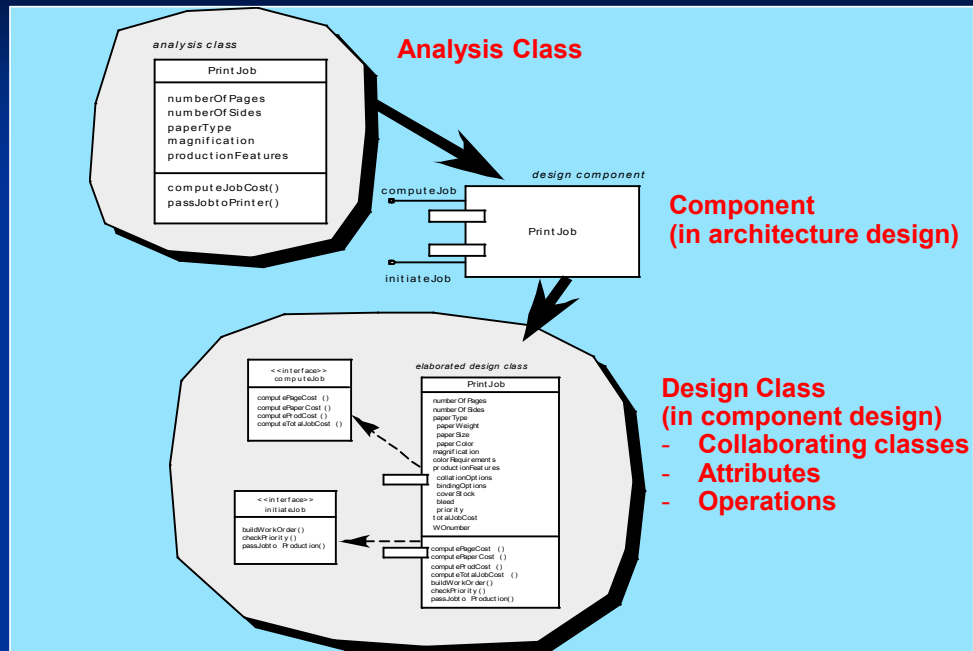 analysis class
Analysis Class
PrintJob
numberOfPages
numberOfSides
paperType
magnification
productionFeatures
computeJobCost()
passJobtoPrinter()
design component
computeJob
PrintJob
initiateJob
Component
(in architecture design)
elaborated design class
<<interface>>
computeJob
computePageCost ()
computePaperCost ()
computeProdCost ()
computeTotalJobCost ()
PrintJob
numberOfPages
numberOfSides
paperType
paperWeight
paperSize
paperColor
magnification
colorRequirements
productionFeatures
collationOptions
bindingOptions
coverStock
bleed
priority
totalJobCost
WOnumber
computePageCost ()
computePaperCost ()
computeProdCost ()
computeTotalJobCost ()
buildWorkOrder()
checkPriority()
passJobto Production()
<<interface>>
initiateJob
buildWorkOrder()
checkPriority()
passJobto Production()
Design Class
(in component design)
- Collaborating classes
- Attributes
- Operations